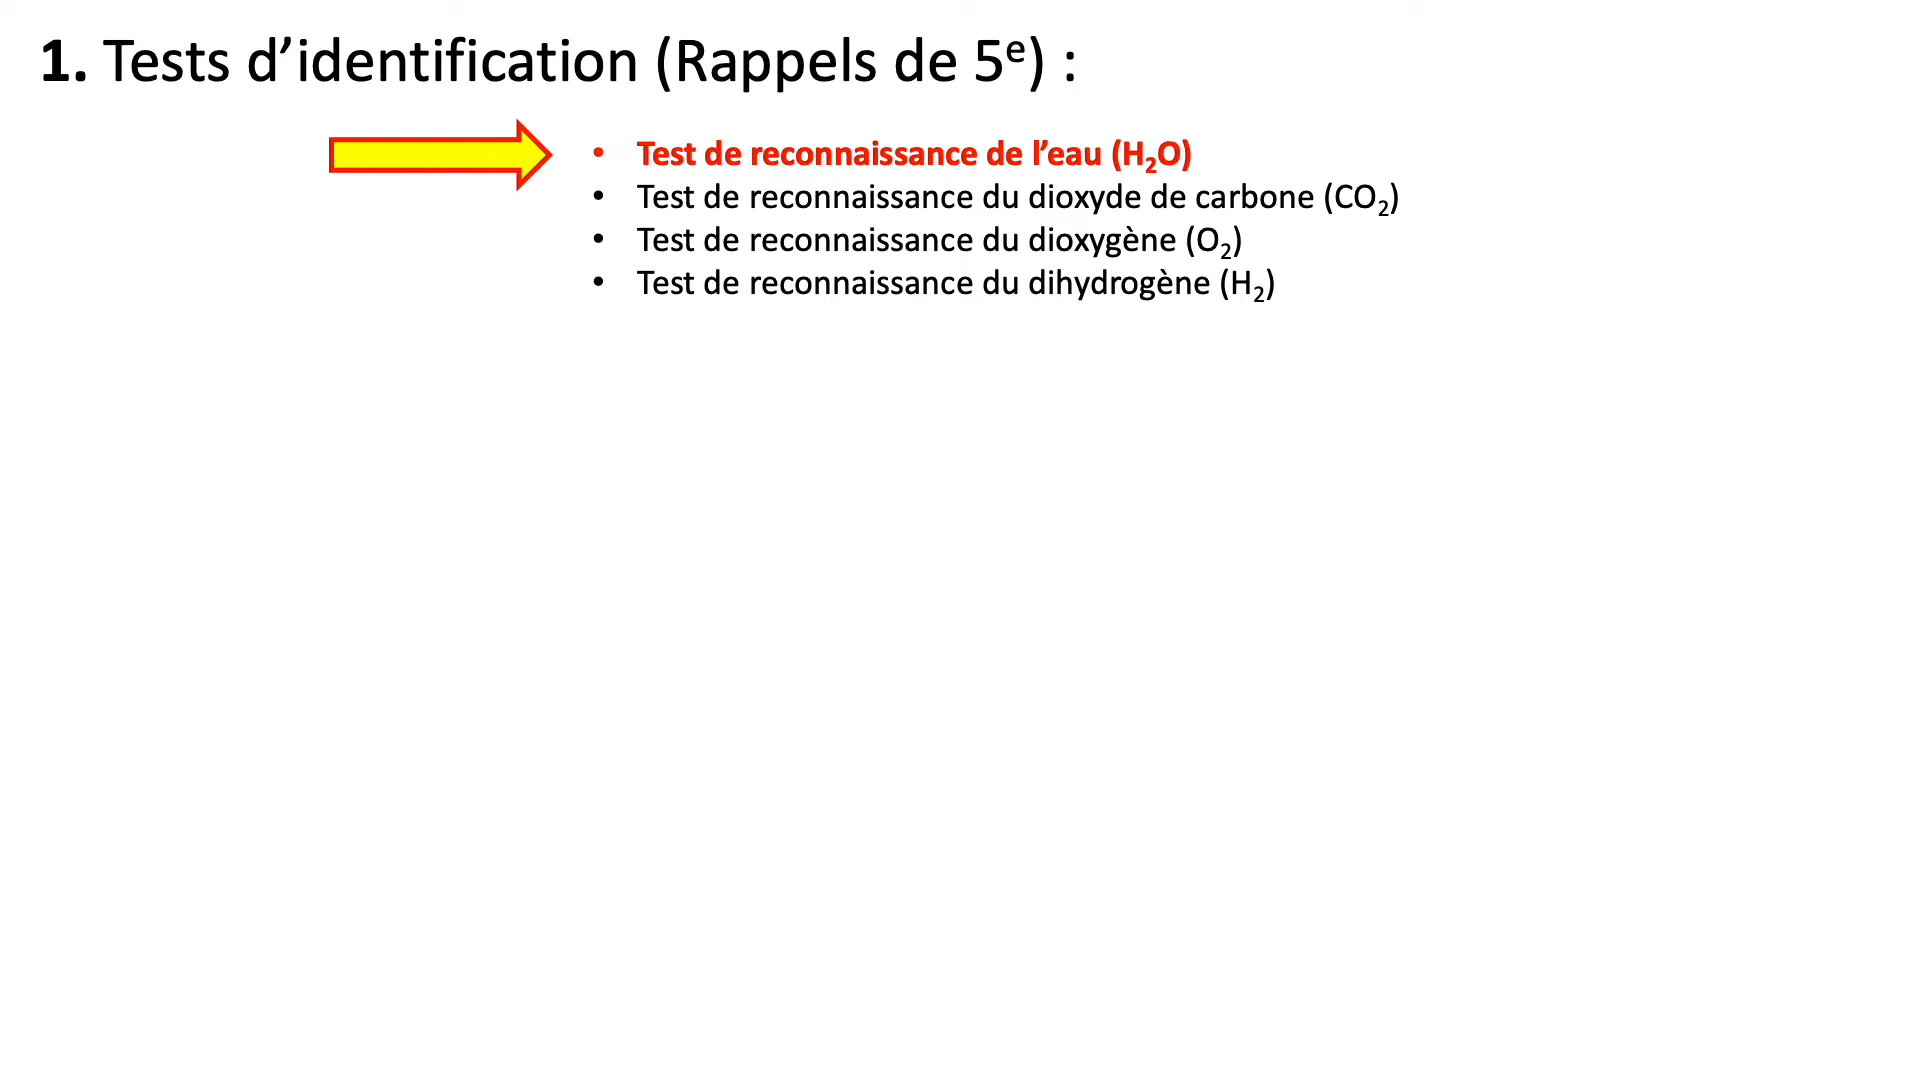 1. Tests d’identification (Rappels de 5ᵉ) :
• Test de reconnaissance de l’eau (H₂O)
• Test de reconnaissance du dioxyde de carbone (CO₂)
• Test de reconnaissance du dioxygène (O₂)
• Test de reconnaissance du dihydrogène (H₂)